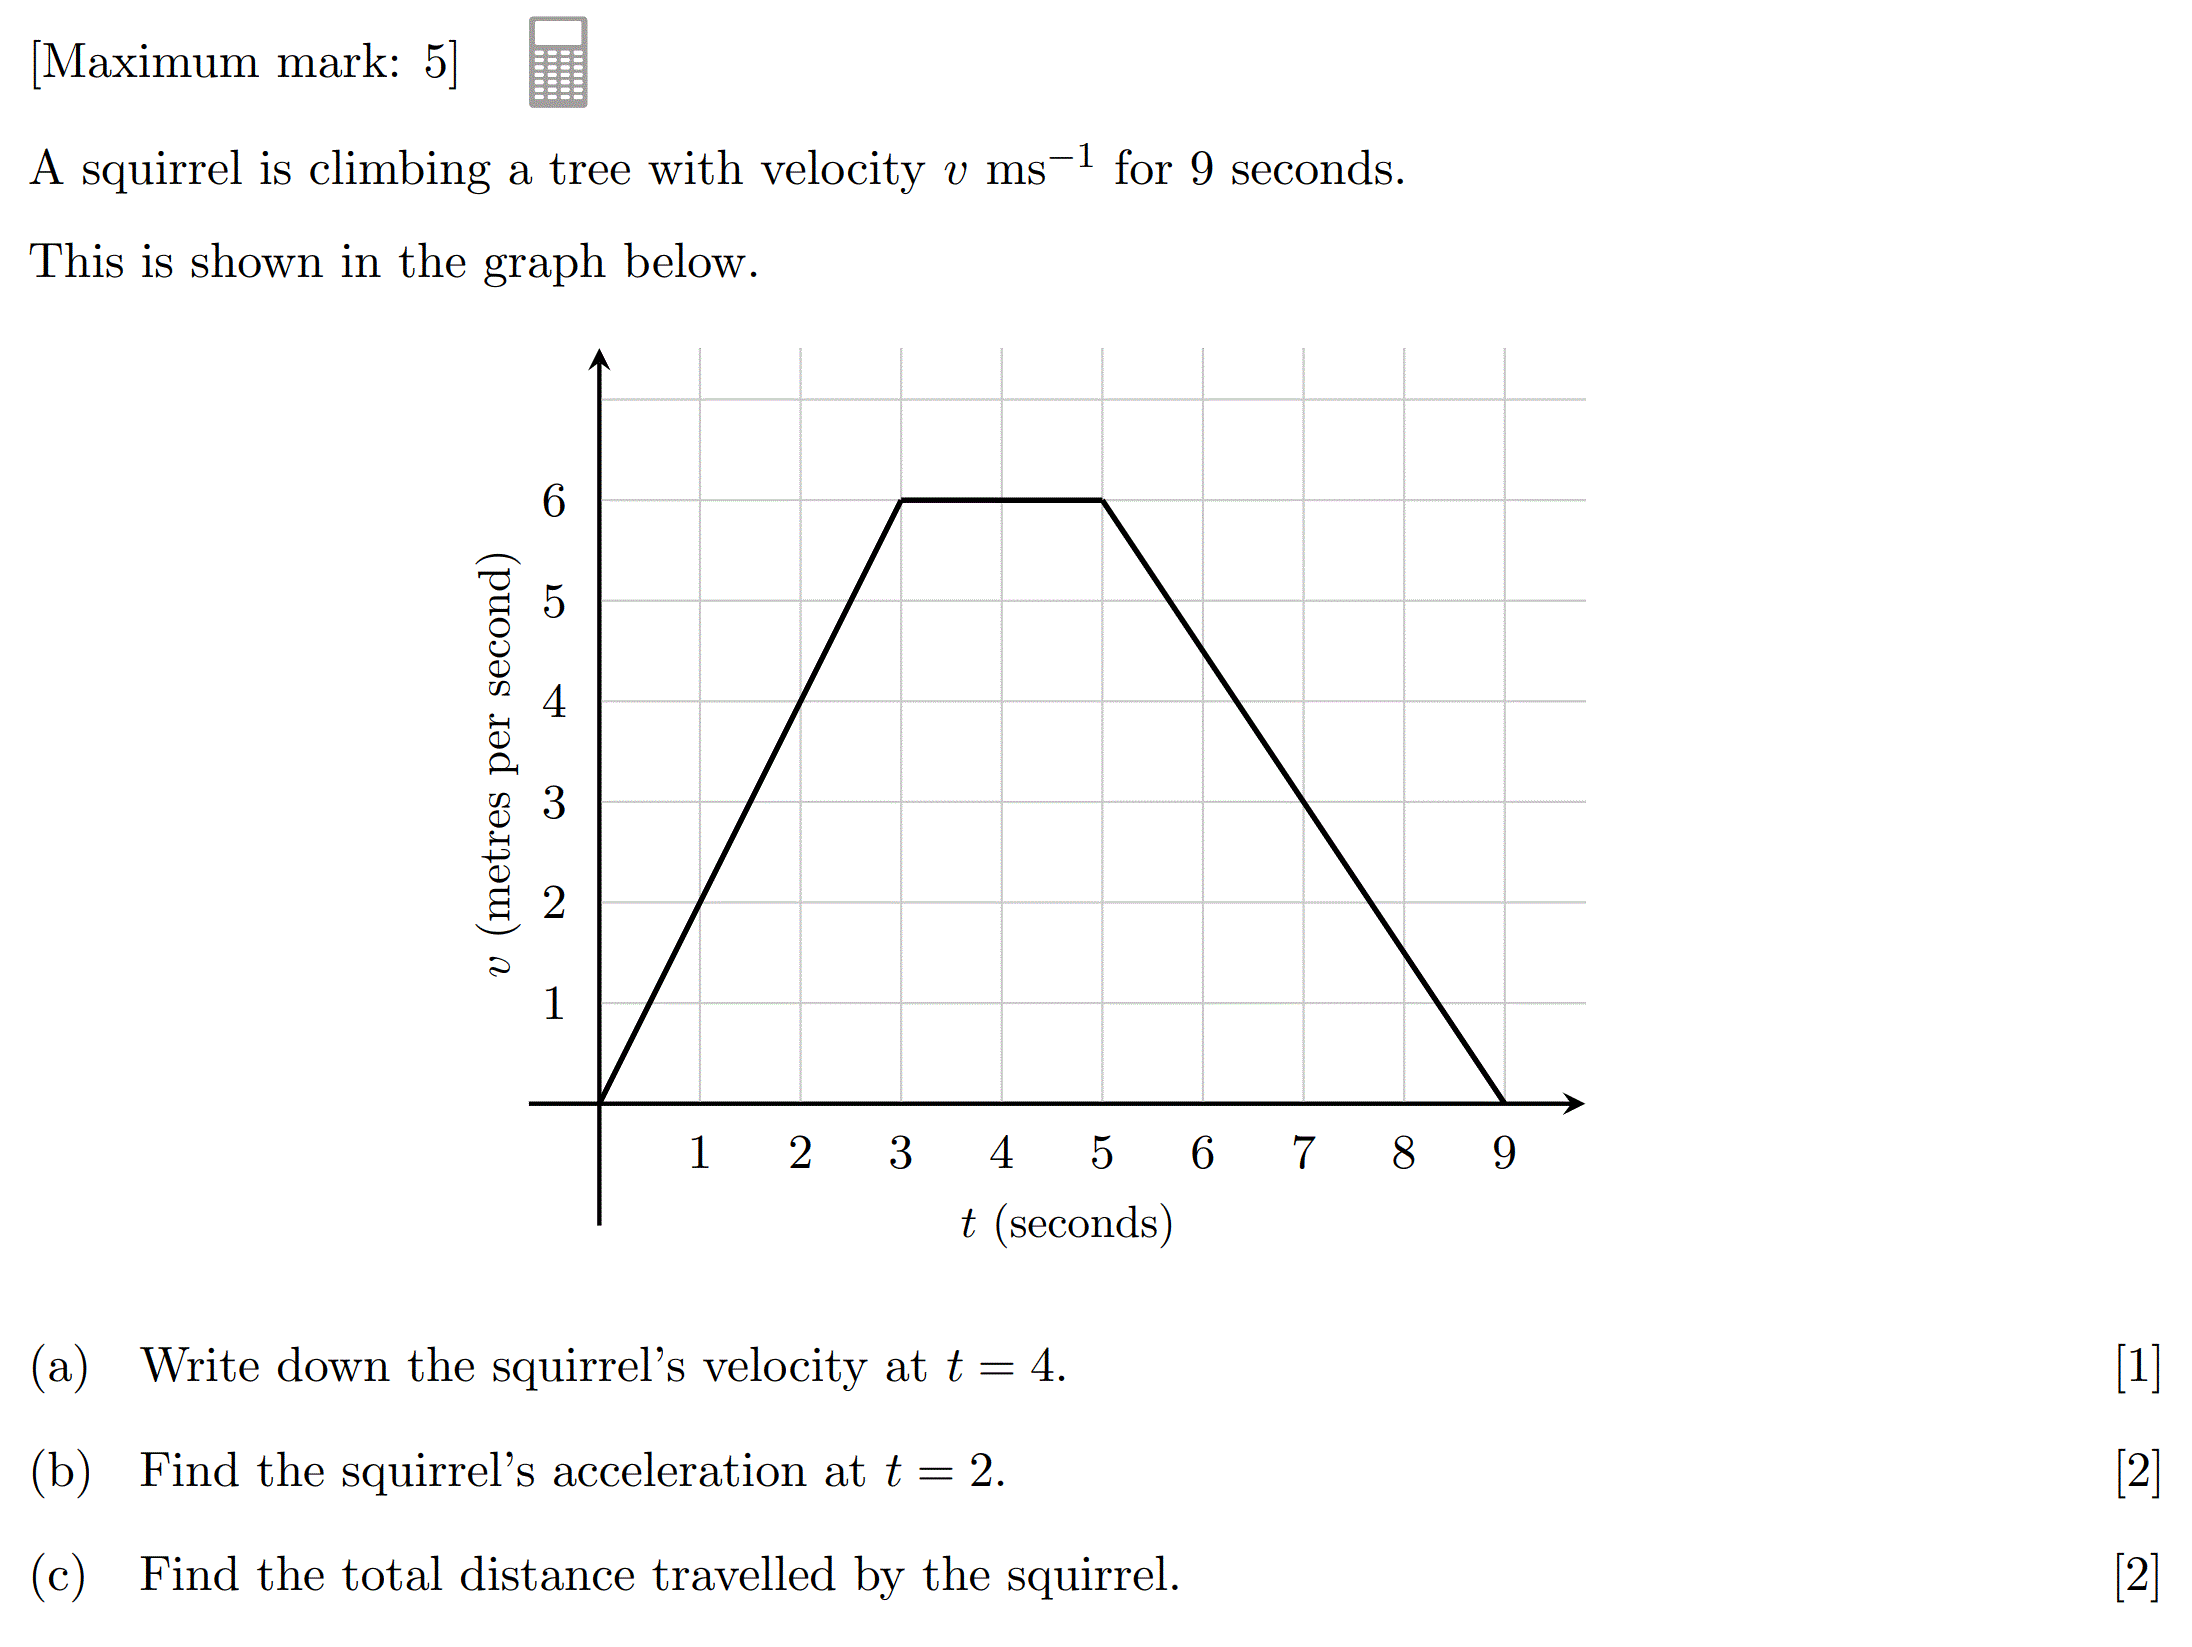 [Maximum mark: 5]
A squirrel is climbing a tree with velocity v ms⁻¹ for 9 seconds.
This is shown in the graph below.
6
5
4
3
2
1
v (metres per second)
1 2 3 4 5 6 7 8 9
t (seconds)
(a) Write down the squirrel’s velocity at t = 4. [1]
(b) Find the squirrel’s acceleration at t = 2. [2]
(c) Find the total distance travelled by the squirrel. [2]